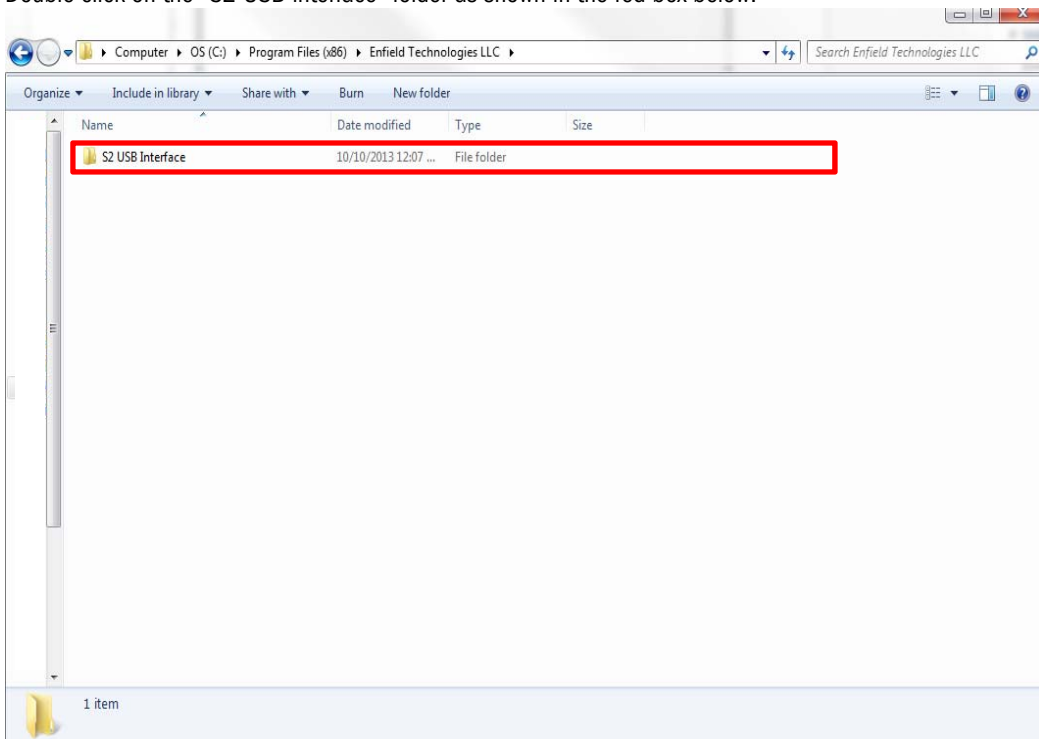 Double click on the "S2 USB Interface" folder as shown in the red box below.
Computer ▸ OS (C:) ▸ Program Files (x86) ▸ Enfield Technologies LLC ▸
Search Enfield Technologies LLC
Organize ▾ Include in library ▾ Share with ▾ Burn New folder
Name Date modified Type Size
S2 USB Interface 10/10/2013 12:07 ... File folder
1 item